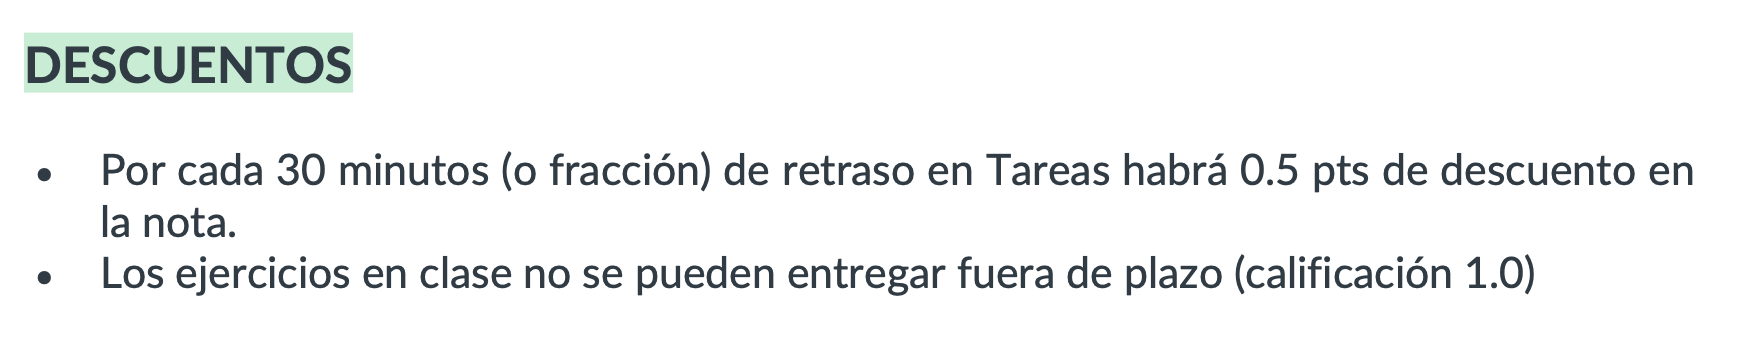 DESCUENTOS
• Por cada 30 minutos (o fracción) de retraso en Tareas habrá 0.5 pts de descuento en
la nota.
• Los ejercicios en clase no se pueden entregar fuera de plazo (calificación 1.0)